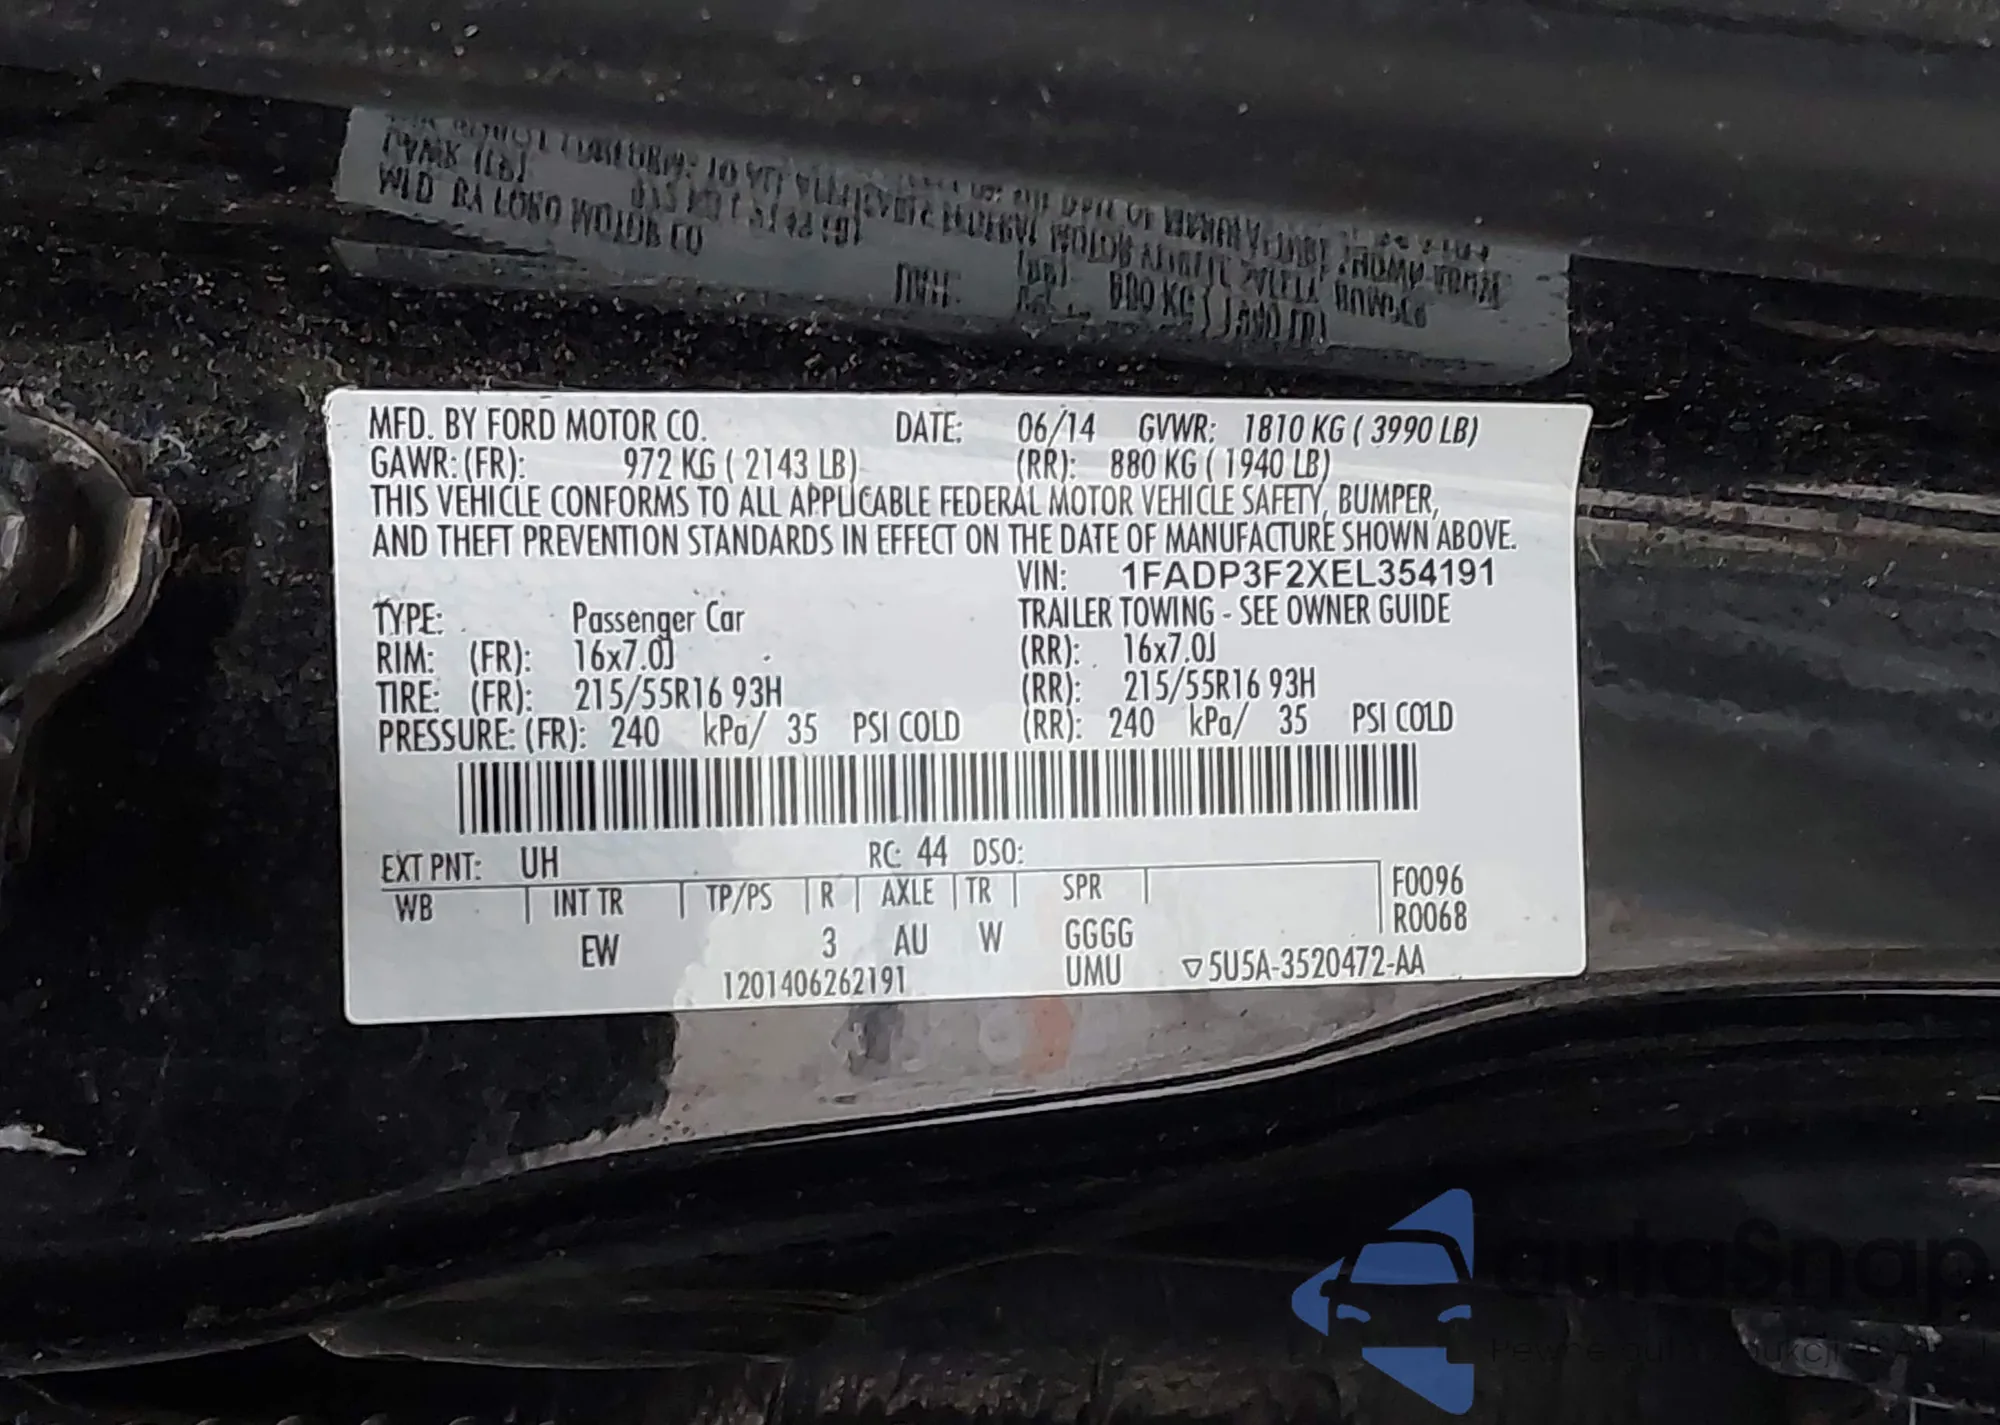 MFD. BY FORD MOTOR CO. DATE: 06/14 GVWR: 1810 KG ( 3990 LB)
GAWR: (FR): 972 KG ( 2143 LB) (RR): 880 KG ( 1940 LB)
THIS VEHICLE CONFORMS TO ALL APPLICABLE FEDERAL MOTOR VEHICLE SAFETY, BUMPER,
AND THEFT PREVENTION STANDARDS IN EFFECT ON THE DATE OF MANUFACTURE SHOWN ABOVE.
VIN: 1FADP3F2XEL354191
TYPE: Passenger Car TRAILER TOWING - SEE OWNER GUIDE
RIM: (FR): 16x7.0J (RR): 16x7.0J
TIRE: (FR): 215/55R16 93H (RR): 215/55R16 93H
PRESSURE: (FR): 240 kPa/ 35 PSI COLD (RR): 240 kPa/ 35 PSI COLD
EXT PNT: UH RC: 44 DSO:
WB INT TR TP/PS R AXLE TR SPR F0096
R0068
EW 3 AU W GGGG
1201406262191 UMU ▽5U5A-3520472-AA
autoSnap